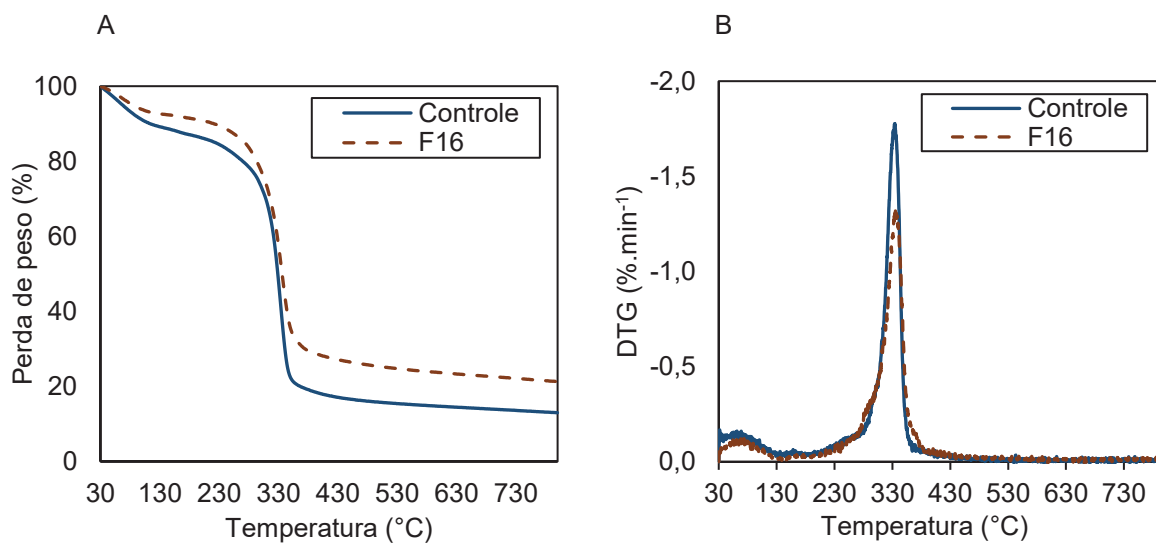 A
100
80
60
40
20
0
Perda de peso (%)
30 130 230 330 430 530 630 730
Temperatura (°C)
Controle
F16
B
-2,0
-1,5
-1,0
-0,5
0,0
DTG (%.min⁻¹)
30 130 230 330 430 530 630 730
Temperatura (°C)
Controle
F16